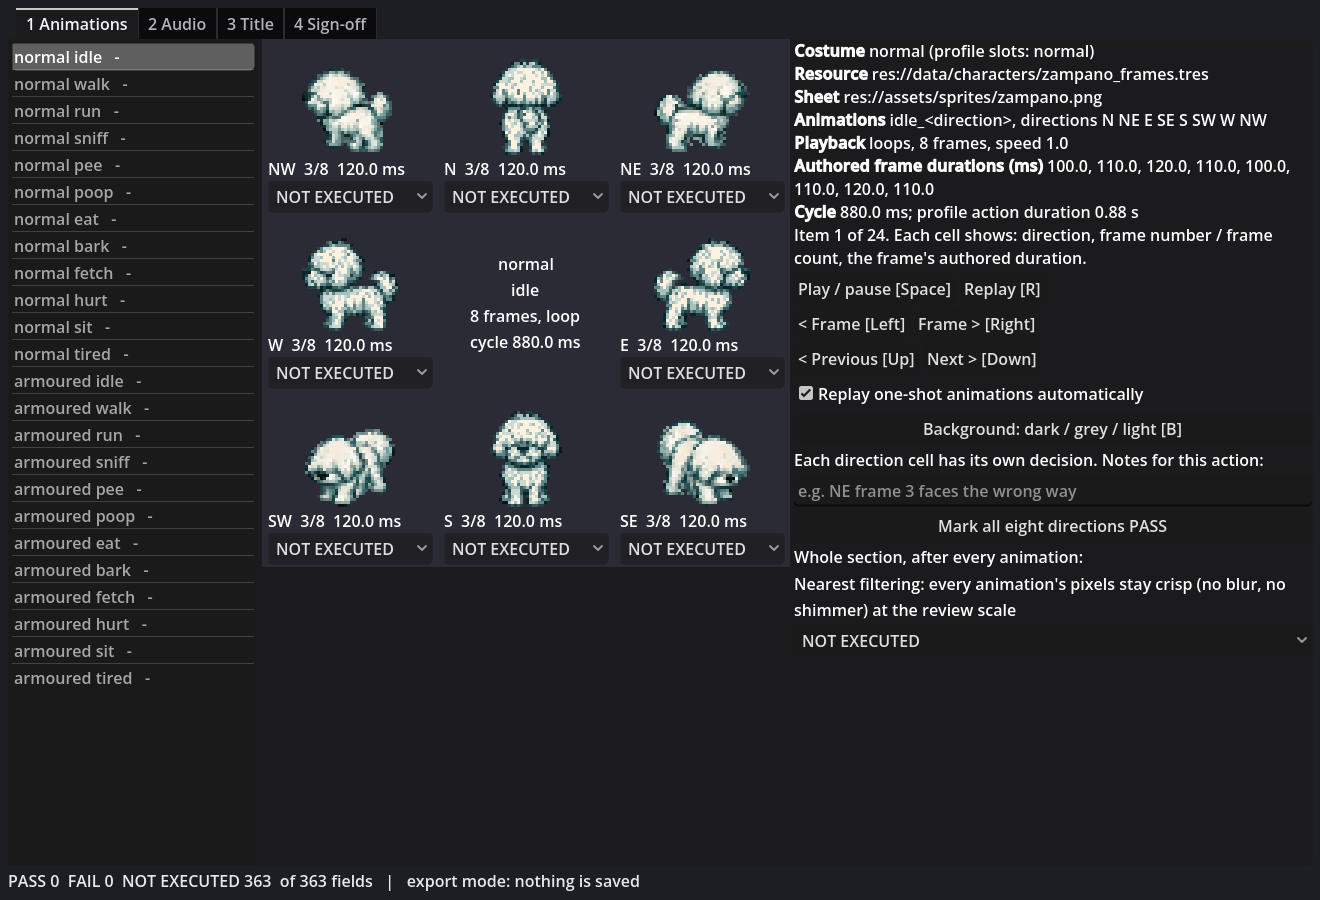 1 Animations 2 Audio 3 Title 4 Sign-off
normal idle -
normal walk -
normal run -
normal sniff -
normal pee -
normal poop -
normal eat -
normal bark -
normal fetch -
normal hurt -
normal sit -
normal tired -
armoured idle -
armoured walk -
armoured run -
armoured sniff -
armoured pee -
armoured poop -
armoured eat -
armoured bark -
armoured fetch -
armoured hurt -
armoured sit -
armoured tired -
NW 3/8 120.0 ms
NOT EXECUTED
N 3/8 120.0 ms
NOT EXECUTED
NE 3/8 120.0 ms
NOT EXECUTED
W 3/8 120.0 ms
NOT EXECUTED
normal
idle
8 frames, loop
cycle 880.0 ms
E 3/8 120.0 ms
NOT EXECUTED
SW 3/8 120.0 ms
NOT EXECUTED
S 3/8 120.0 ms
NOT EXECUTED
SE 3/8 120.0 ms
NOT EXECUTED
Costume normal (profile slots: normal)
Resource res://data/characters/zampano_frames.tres
Sheet res://assets/sprites/zampano.png
Animations idle_<direction>, directions N NE E SE S SW W NW
Playback loops, 8 frames, speed 1.0
Authored frame durations (ms) 100.0, 110.0, 120.0, 110.0, 100.0,
110.0, 120.0, 110.0
Cycle 880.0 ms; profile action duration 0.88 s
Item 1 of 24. Each cell shows: direction, frame number / frame
count, the frame's authored duration.
Play / pause [Space] Replay [R]
< Frame [Left] Frame > [Right]
< Previous [Up] Next > [Down]
Replay one-shot animations automatically
Background: dark / grey / light [B]
Each direction cell has its own decision. Notes for this action:
e.g. NE frame 3 faces the wrong way
Mark all eight directions PASS
Whole section, after every animation:
Nearest filtering: every animation's pixels stay crisp (no blur, no
shimmer) at the review scale
NOT EXECUTED
PASS 0 FAIL 0 NOT EXECUTED 363 of 363 fields | export mode: nothing is saved